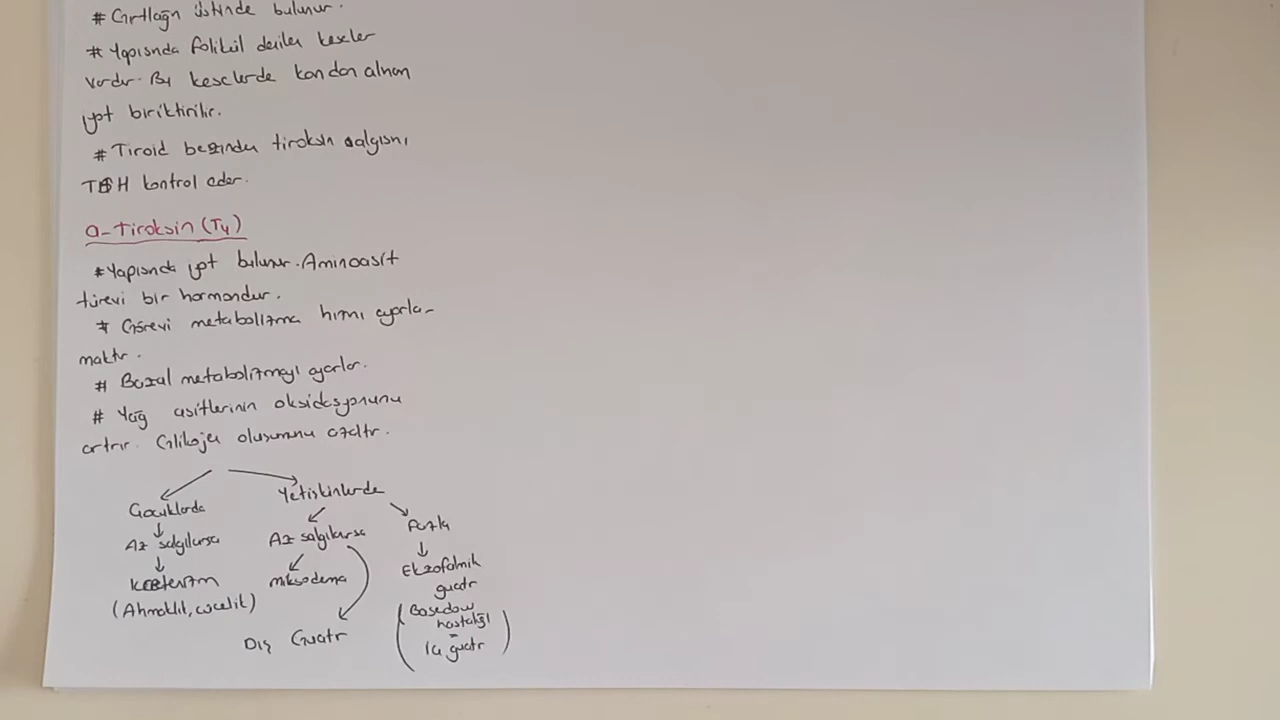 # Gırtlağın üstünde bulunur.
# Yapısında folikül denilen keseler
vardır. Bu keselerde kandan alınan
iyot biriktirilir.
# Tiroid bezinden tiroksin salgısını
TSH kontrol eder.
a- Tiroksin (T4)
# Yapısında iyot bulunur. Aminoasit
türevi bir hormondur.
# Görevi metabolizma hızını ayarla-
maktır.
# Bazal metabolizmayı ayarlar.
# Yağ asitlerinin oksidasyonunu
artırır. Glikojen oluşumunu azaltır.
Çocuklarda Yetişkinlerde
Az salgılanırsa Az salgılanırsa Fazla
miksodema Ekzoftalmik
guatr
(Ahmaklık, cücelik) (Basedow
hastalığı
=
Dış Guatr İç guatr)